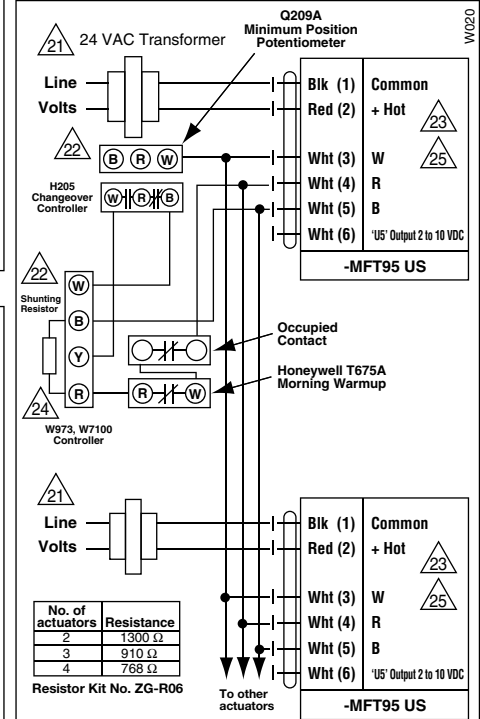 W020
21
24 VAC Transformer
Q209A
Minimum Position
Potentiometer
Line
Volts
Blk (1) Common
Red (2) + Hot
23
22
B R W
Wht (3) W
25
H205
Changeover
Controller
W R B
Wht (4) R
Wht (5) B
Wht (6) 'U5' Output 2 to 10 VDC
-MFT95 US
22
Shunting
Resistor
W
B
Y
R
24
W973, W7100
Controller
Occupied
Contact
Honeywell T675A
Morning Warmup
R W
21
Line
Volts
Blk (1) Common
Red (2) + Hot
23
Wht (3) W
25
Wht (4) R
Wht (5) B
Wht (6) 'U5' Output 2 to 10 VDC
-MFT95 US
No. of actuators Resistance
2 1300 Ω
3 910 Ω
4 768 Ω
Resistor Kit No. ZG-R06
To other
actuators